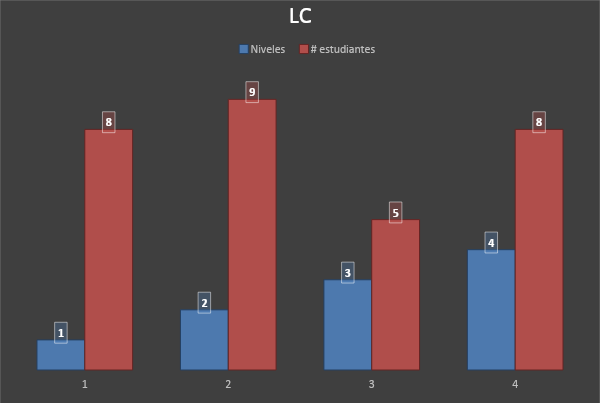 LC
Niveles # estudiantes
1 8 2 9 3 5 4 8
1 2 3 4